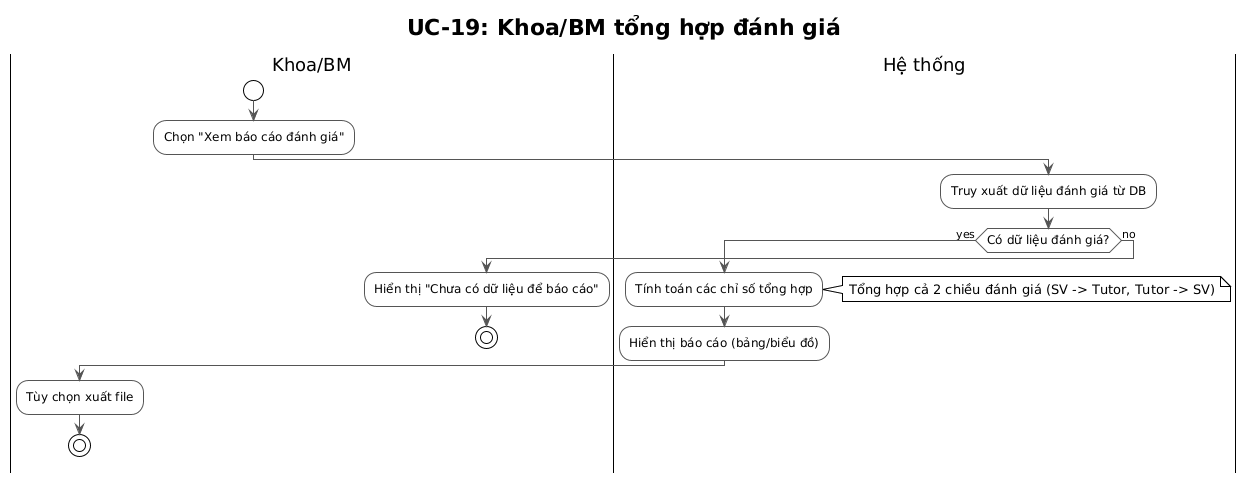 UC-19: Khoa/BM tổng hợp đánh giá
Khoa/BM
Hệ thống
Chọn "Xem báo cáo đánh giá"
Truy xuất dữ liệu đánh giá từ DB
yes
Có dữ liệu đánh giá?
no
Hiển thị "Chưa có dữ liệu để báo cáo"
Tính toán các chỉ số tổng hợp
Tổng hợp cả 2 chiều đánh giá (SV -> Tutor, Tutor -> SV)
Hiển thị báo cáo (bảng/biểu đồ)
Tùy chọn xuất file